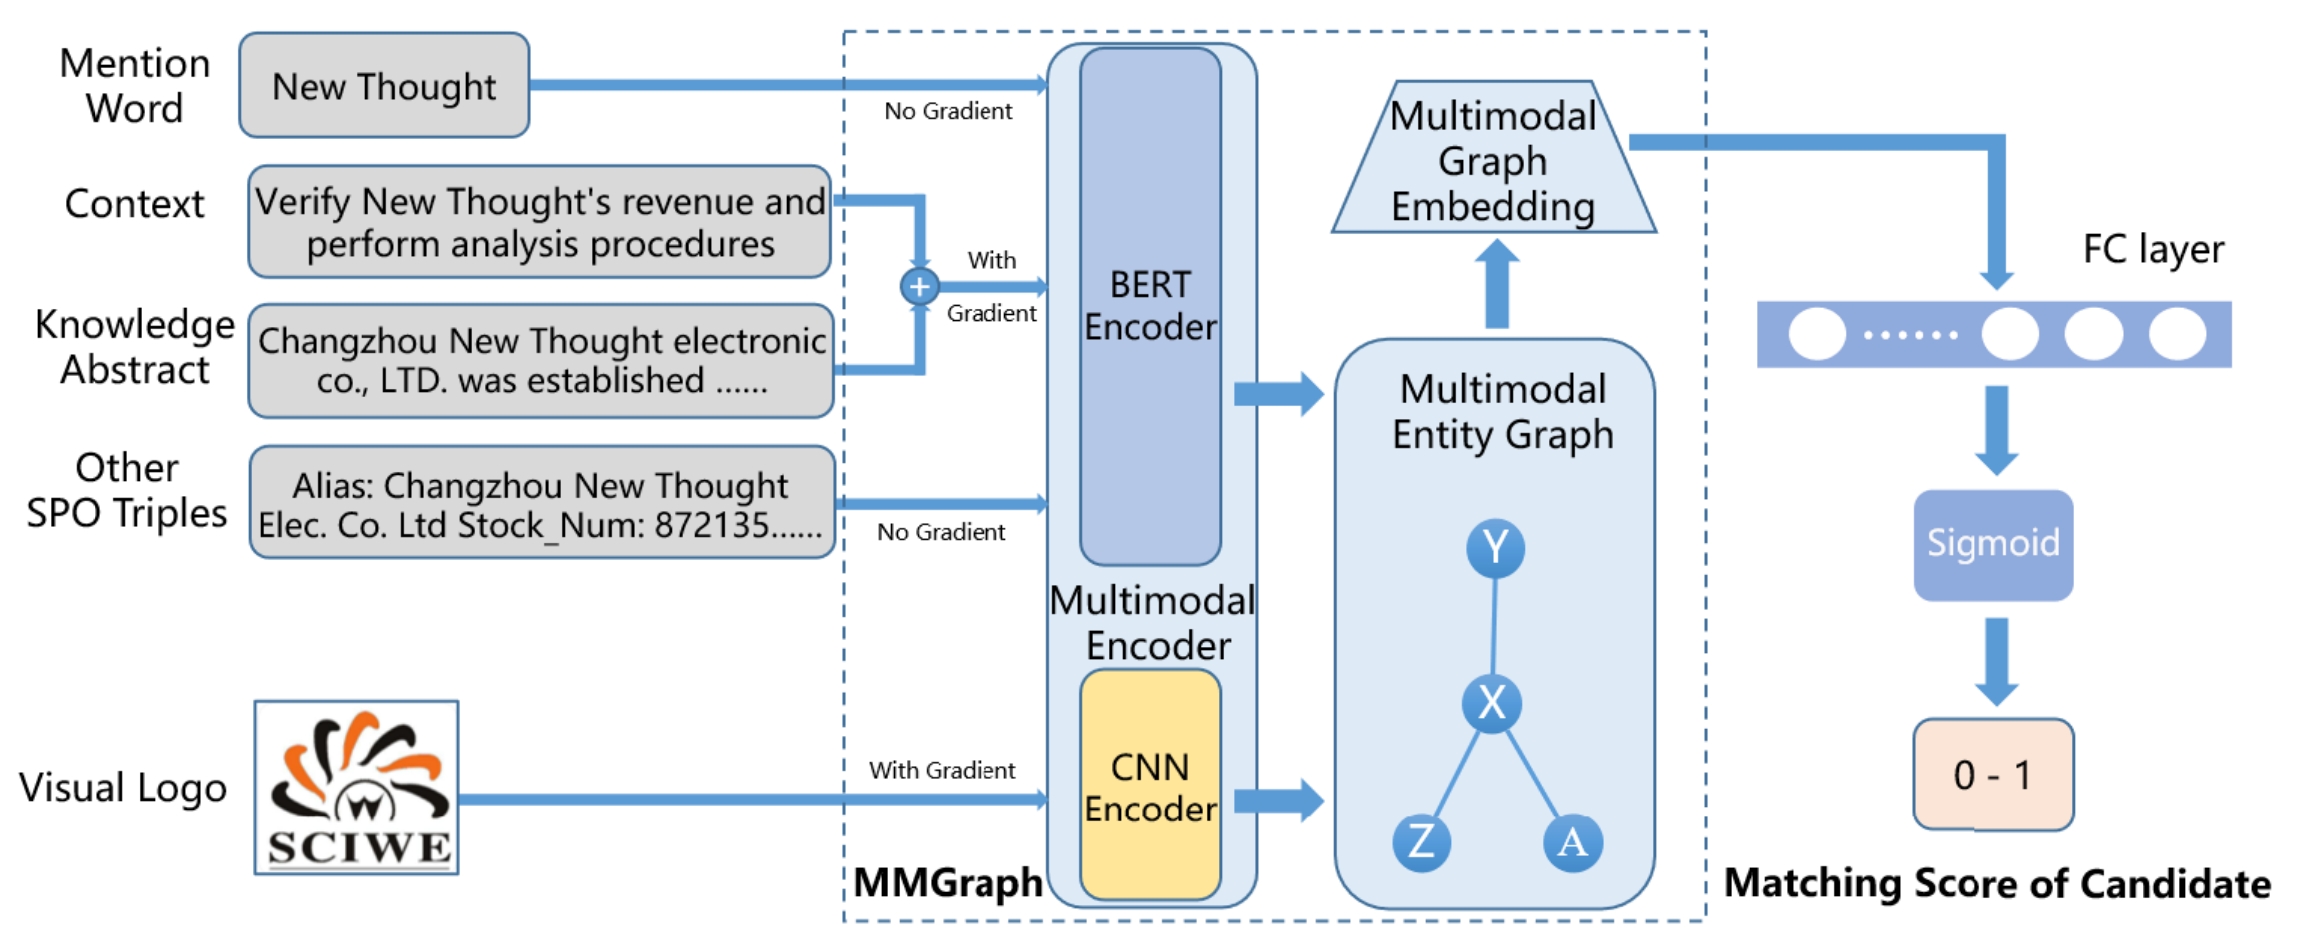 Mention
Word
New Thought
No Gradient
Context
Verify New Thought's revenue and
perform analysis procedures
With
Gradient
Knowledge
Abstract
Changzhou New Thought electronic
co., LTD. was established ......
Other
SPO Triples
Alias: Changzhou New Thought
Elec. Co. Ltd Stock_Num: 872135......
No Gradient
Visual Logo
SCIWE
With Gradient
MMGraph
BERT
Encoder
Multimodal
Encoder
CNN
Encoder
Multimodal
Graph
Embedding
Multimodal
Entity Graph
Y
X
Z
A
FC layer
Sigmoid
0 - 1
Matching Score of Candidate